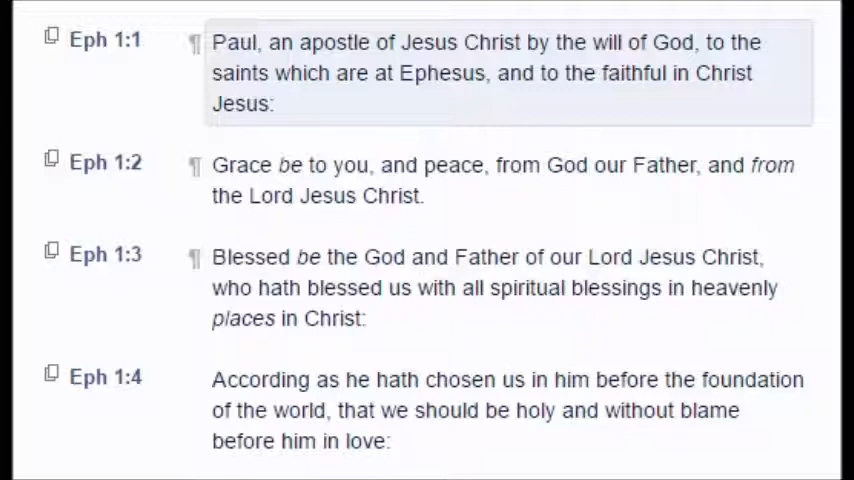 Eph 1:1 ¶ Paul, an apostle of Jesus Christ by the will of God, to the
saints which are at Ephesus, and to the faithful in Christ
Jesus:
Eph 1:2 ¶ Grace be to you, and peace, from God our Father, and from
the Lord Jesus Christ.
Eph 1:3 ¶ Blessed be the God and Father of our Lord Jesus Christ,
who hath blessed us with all spiritual blessings in heavenly
places in Christ:
Eph 1:4 According as he hath chosen us in him before the foundation
of the world, that we should be holy and without blame
before him in love: